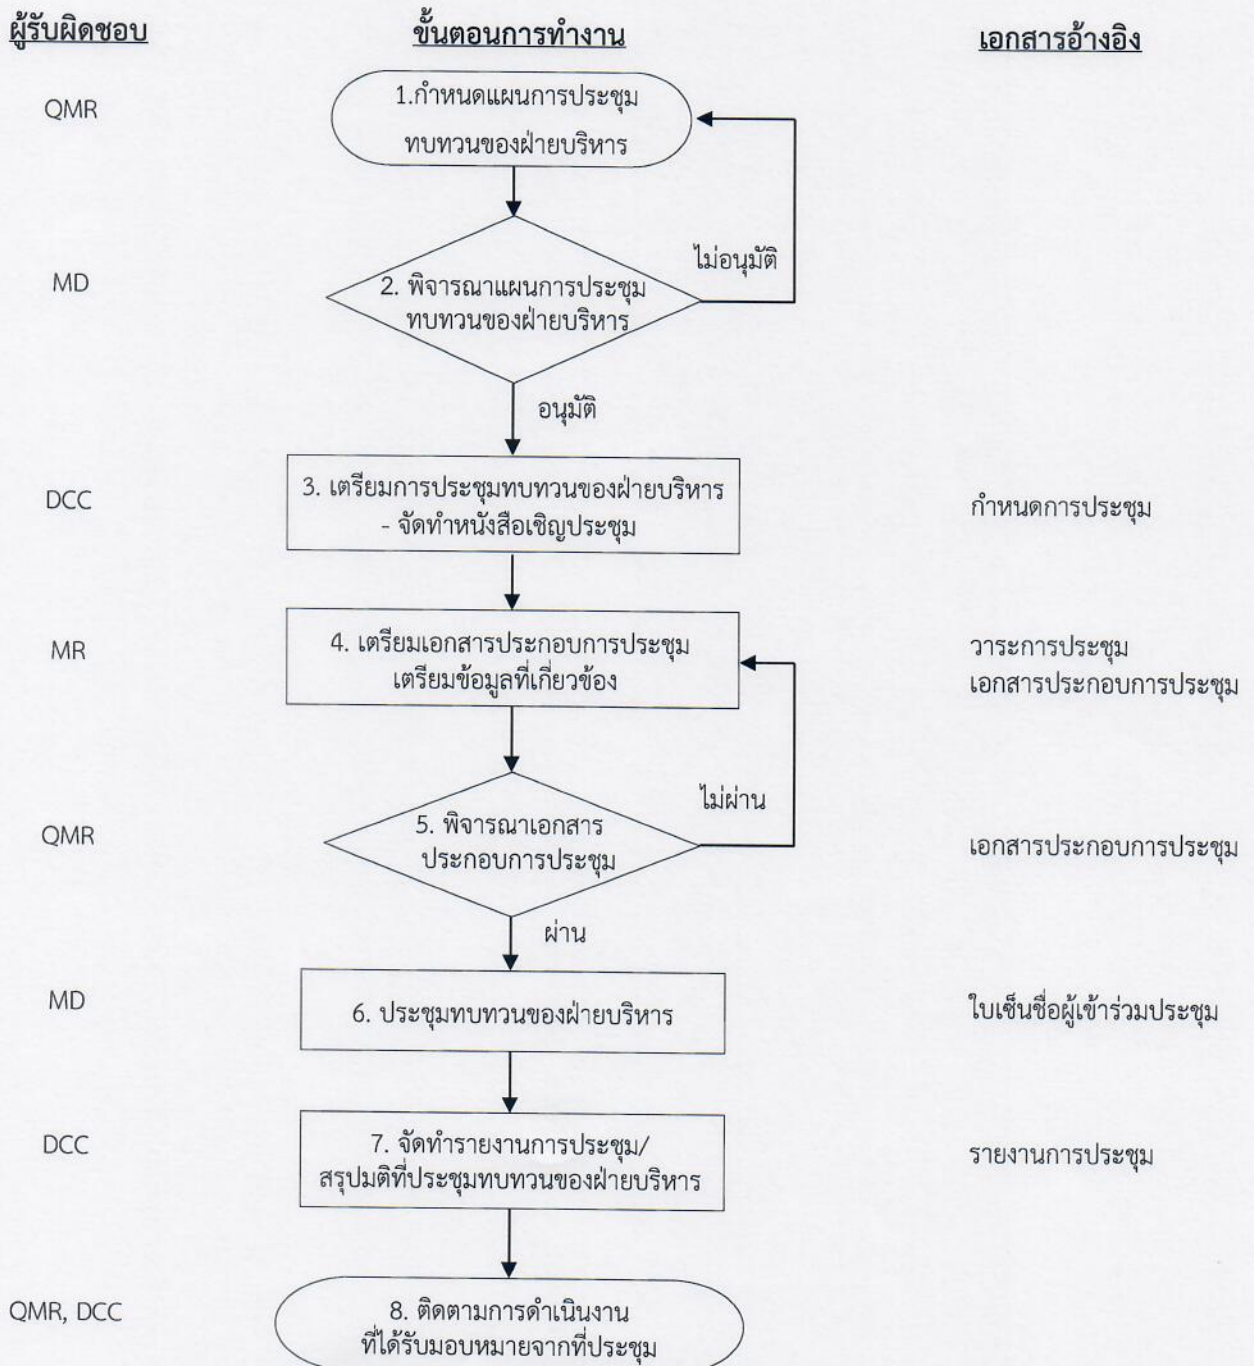 ผู้รับผิดชอบ
ขั้นตอนการทำงาน
เอกสารอ้างอิง
QMR
1.กำหนดแผนการประชุม
ทบทวนของฝ่ายบริหาร
MD
2. พิจารณาแผนการประชุม
ทบทวนของฝ่ายบริหาร
ไม่อนุมัติ
อนุมัติ
DCC
3. เตรียมการประชุมทบทวนของฝ่ายบริหาร
- จัดทำหนังสือเชิญประชุม
กำหนดการประชุม
MR
4. เตรียมเอกสารประกอบการประชุม
เตรียมข้อมูลที่เกี่ยวข้อง
วาระการประชุม
เอกสารประกอบการประชุม
QMR
5. พิจารณาเอกสาร
ประกอบการประชุม
ไม่ผ่าน
เอกสารประกอบการประชุม
ผ่าน
MD
6. ประชุมทบทวนของฝ่ายบริหาร
ใบเซ็นชื่อผู้เข้าร่วมประชุม
DCC
7. จัดทำรายงานการประชุม/
สรุปมติที่ประชุมทบทวนของฝ่ายบริหาร
รายงานการประชุม
QMR, DCC
8. ติดตามการดำเนินงาน
ที่ได้รับมอบหมายจากที่ประชุม